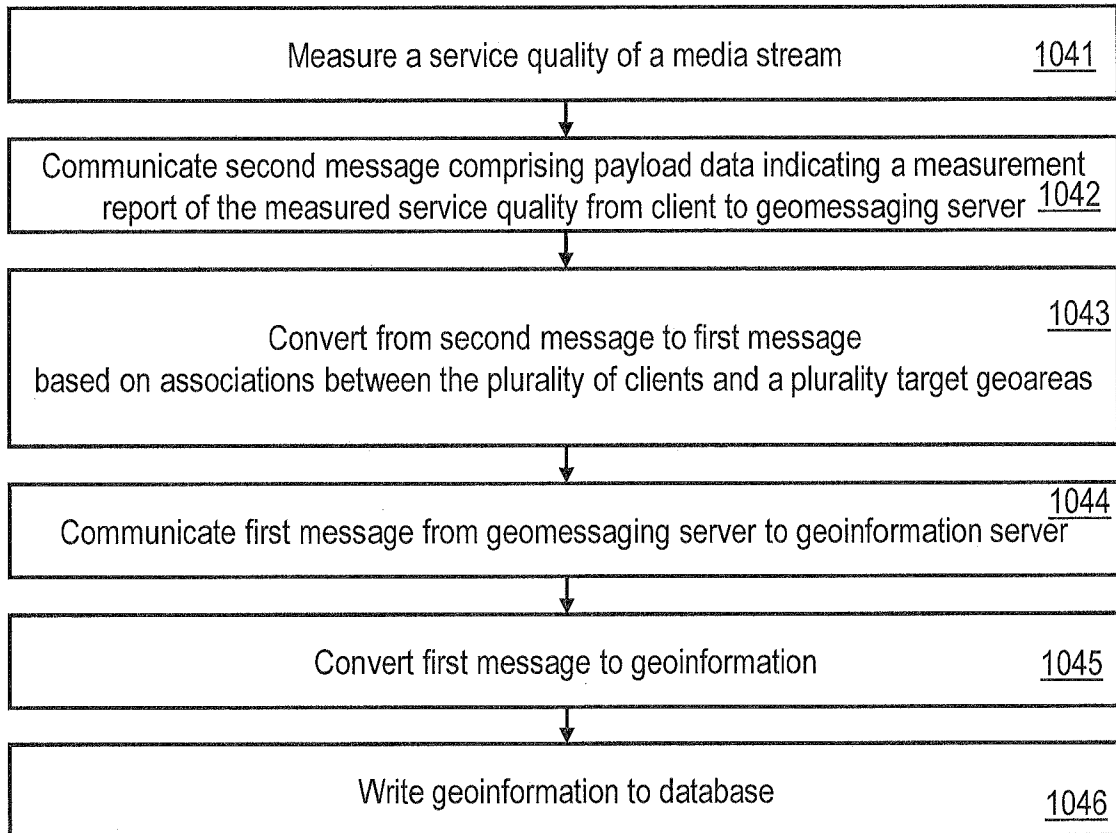 Measure a service quality of a media stream 1041
Communicate second message comprising payload data indicating a measurement
report of the measured service quality from client to geomessaging server 1042
1043
Convert from second message to first message
based on associations between the plurality of clients and a plurality target geoareas
1044
Communicate first message from geomessaging server to geoinformation server
Convert first message to geoinformation 1045
Write geoinformation to database 1046